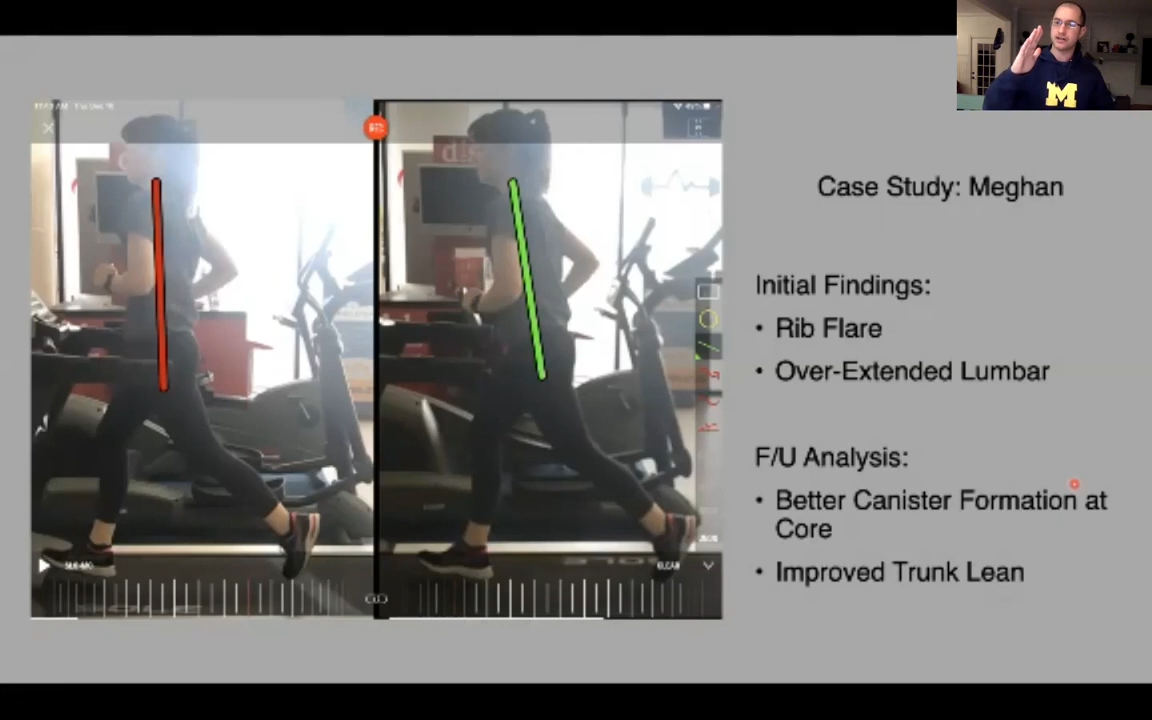 M
dis
Case Study: Meghan
Initial Findings:
• Rib Flare
• Over-Extended Lumbar
F/U Analysis:
• Better Canister Formation at
Core
• Improved Trunk Lean